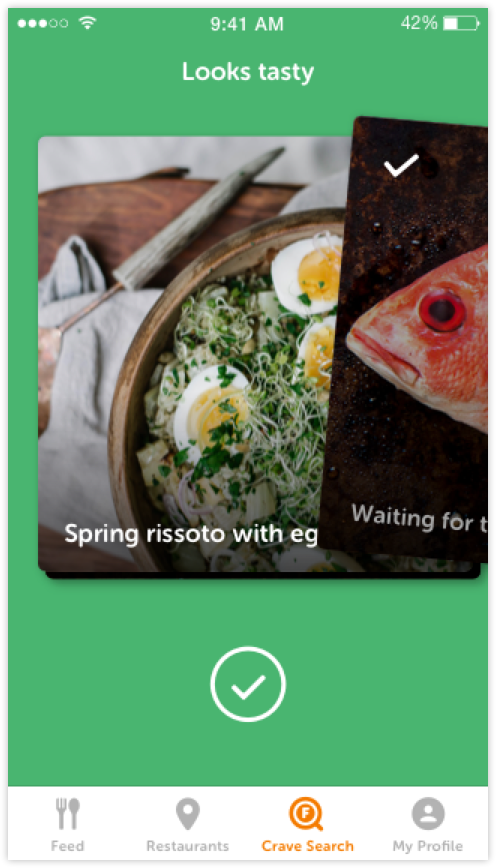 9:41 AM
42%
Looks tasty
Spring rissoto with eg
Waiting for t
F
Feed
Restaurants
Crave Search
My Profile